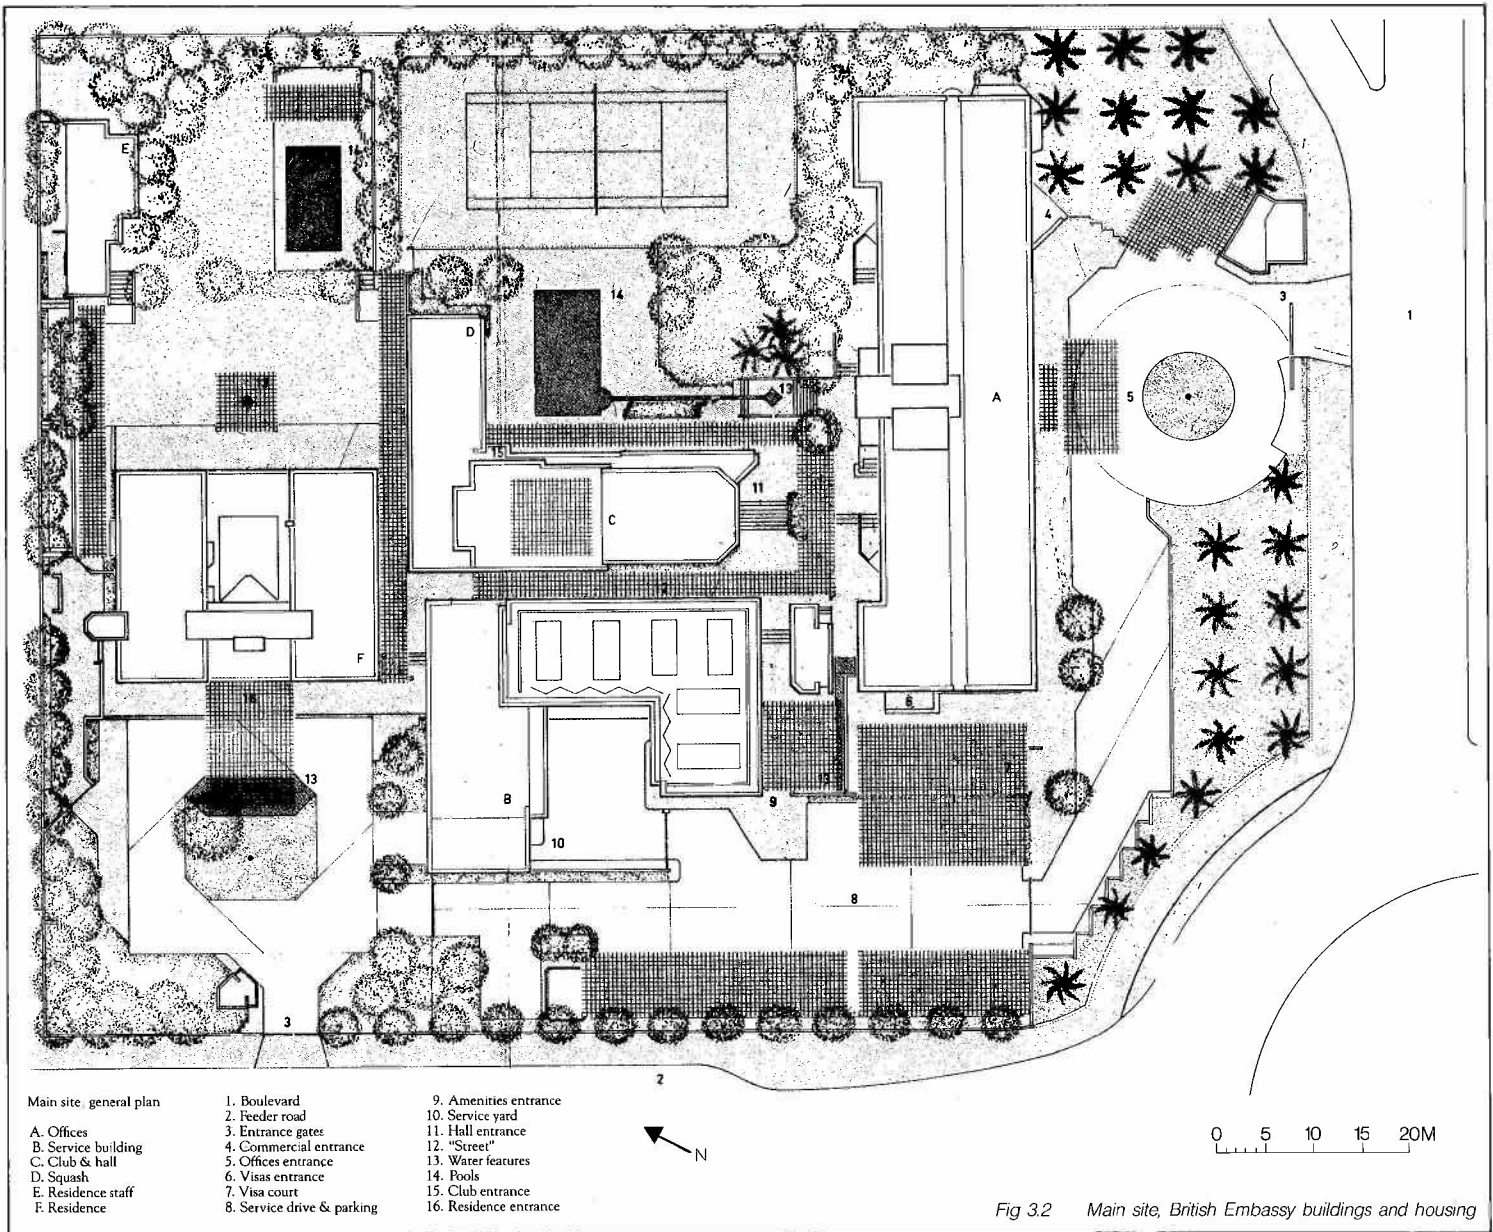 E
14
4
3
1
14
D
13
A
5
15
11
C
12
F
6
16
7
13
13
B
9
10
8
3
2
Main site general plan
A. Offices
B. Service building
C. Club & hall
D. Squash
E. Residence staff
F. Residence
1. Boulevard
2. Feeder road
3. Entrance gates
4. Commercial entrance
5. Offices entrance
6. Visas entrance
7. Visa court
8. Service drive & parking
9. Amenities entrance
10. Service yard
11. Hall entrance
12. "Street"
13. Water features
14. Pools
15. Club entrance
16. Residence entrance
N
0 5 10 15 20M
Fig 3.2 Main site, British Embassy buildings and housing